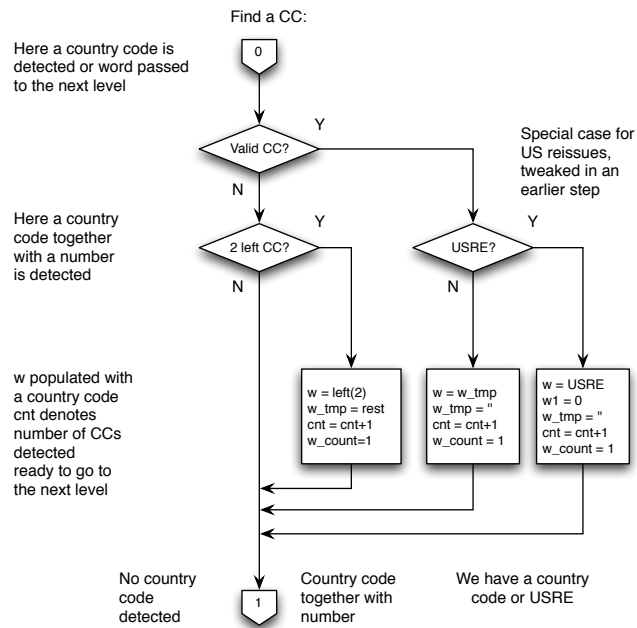 Find a CC:
Here a country code is
detected or word passed
to the next level
0
Y
Valid CC?
N
Special case for
US reissues,
tweaked in an
earlier step
Here a country
code together
with a number
is detected
Y
2 left CC?
N
Y
USRE?
N
w populated with
a country code
cnt denotes
number of CCs
detected
ready to go to
the next level
w = left(2)
w_tmp = rest
cnt = cnt+1
w_count=1
w = w_tmp
w_tmp = "
cnt = cnt+1
w_count = 1
w = USRE
w1 = 0
w_tmp = "
cnt = cnt+1
w_count = 1
No country
code
detected
1
Country code
together with
number
We have a country
code or USRE